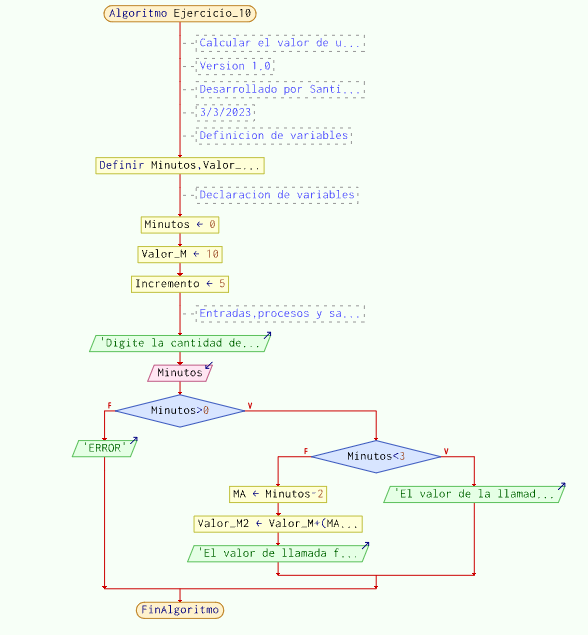 Algoritmo Ejercicio_10
Calcular el valor de u...
Version 1.0
Desarrollado por Santi...
3/3/2023
Definicion de variables
Definir Minutos,Valor_...
Declaracion de variables
Minutos ← 0
Valor_M ← 10
Incremento ← 5
Entradas,procesos y sa...
'Digite la cantidad de...
Minutos
F
Minutos>0
V
'ERROR'
F
Minutos<3
V
MA ← Minutos-2
'El valor de la llamad...
Valor_M2 ← Valor_M+(MA...
'El valor de llamada f...
FinAlgoritmo